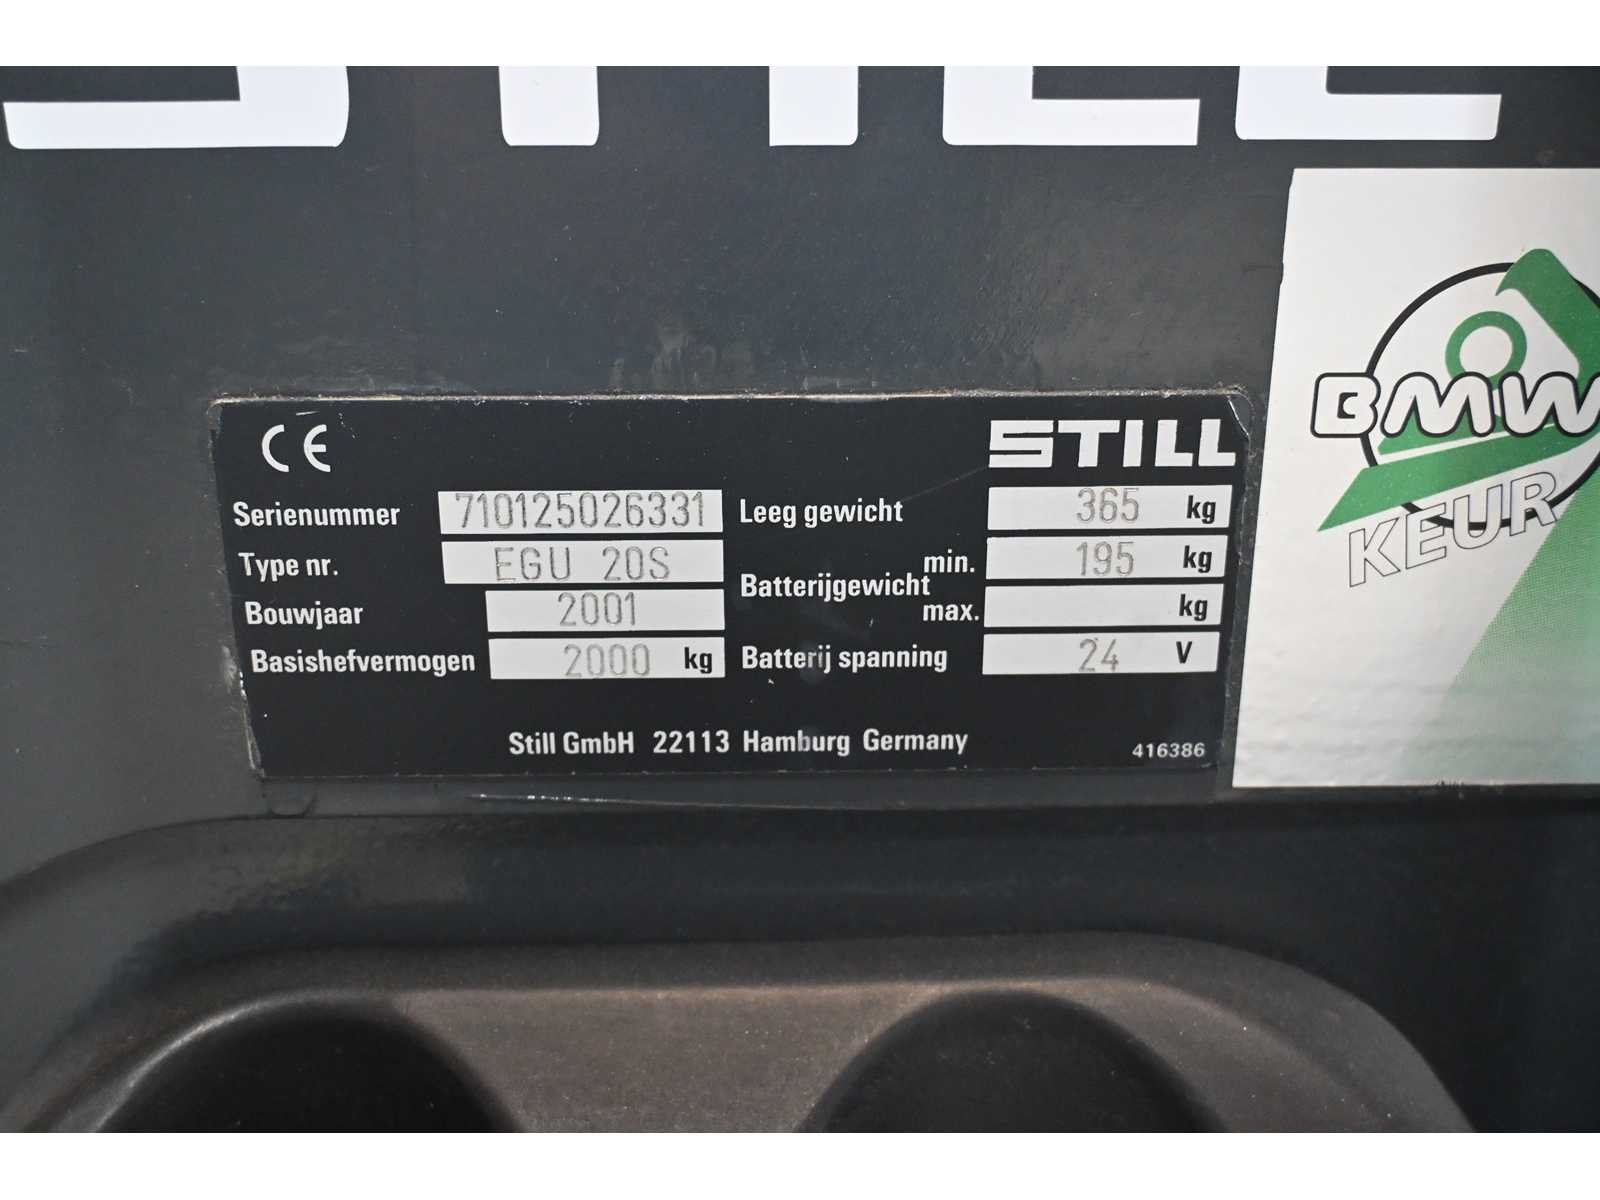 STILL
CE STILL
Serienummer 710125026331 Leeg gewicht 365 kg
Type nr. EGU 20S min. 195 kg
Batterijgewicht
Bouwjaar 2001 max. kg
Basishefvermogen 2000 kg Batterij spanning 24 V
Still GmbH 22113 Hamburg Germany 416386
BMW
KEUR